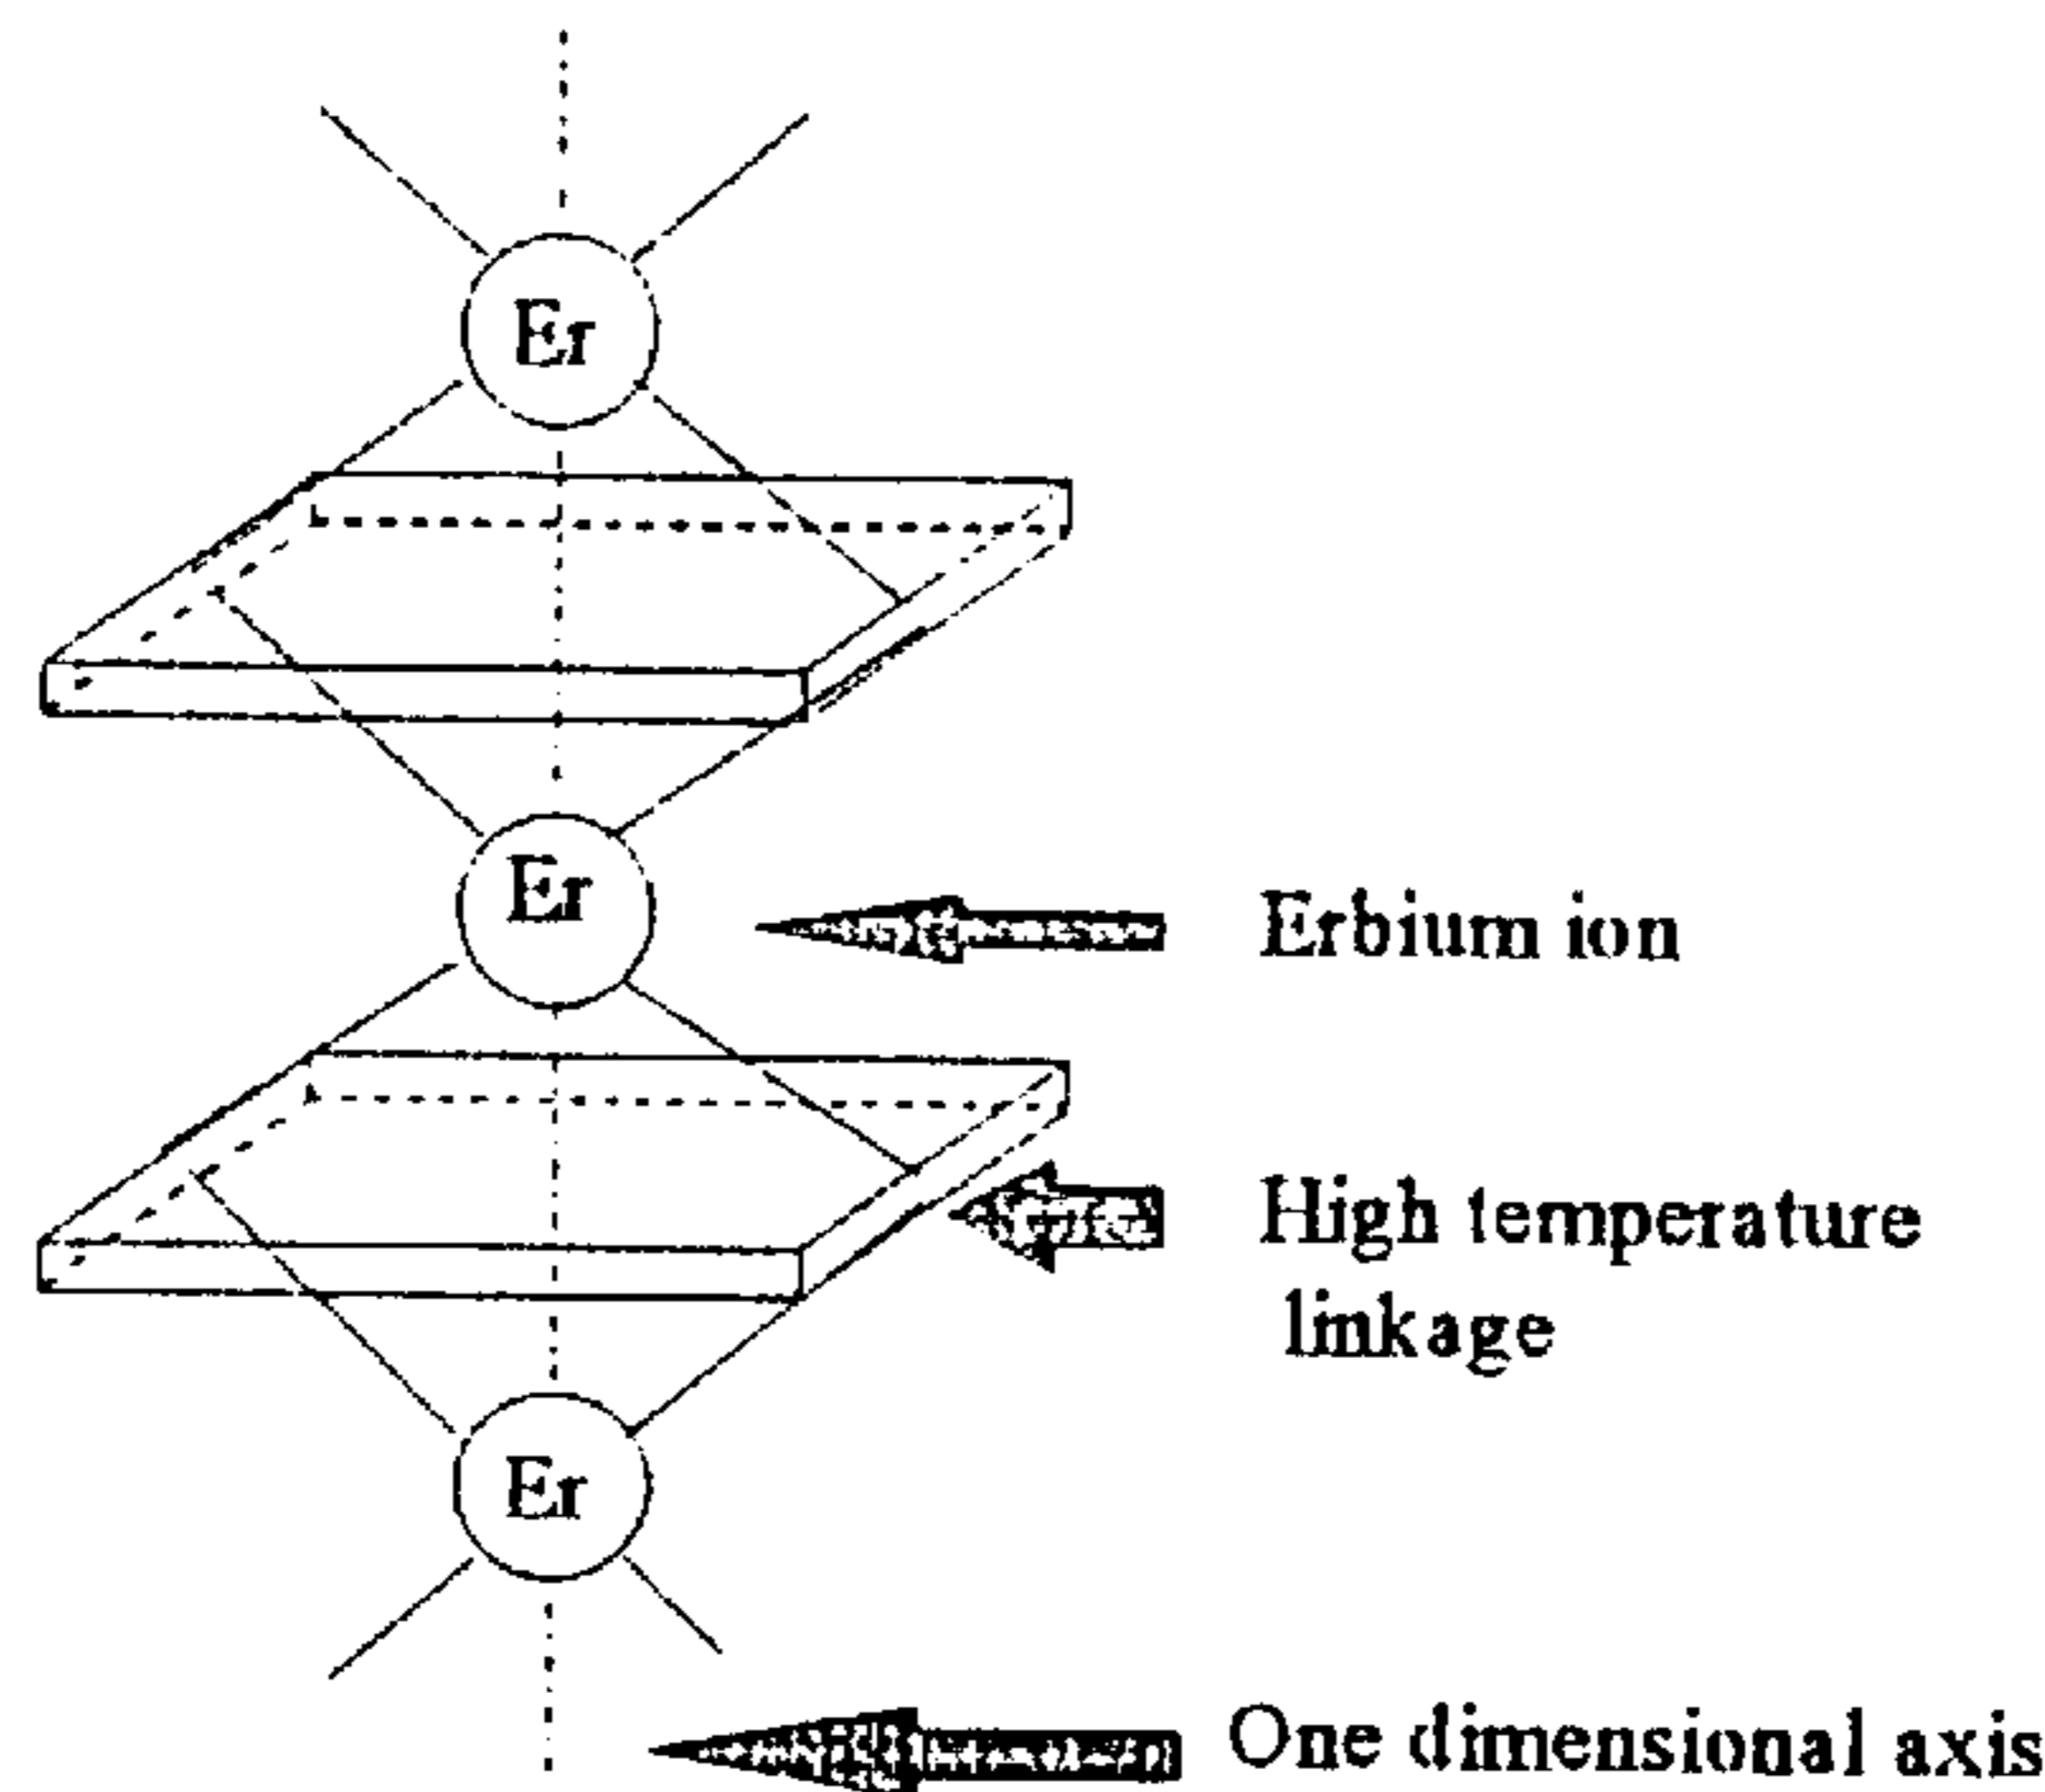 Er
Er
Erbium ion
High temperature
linkage
Er
One dimensional axis